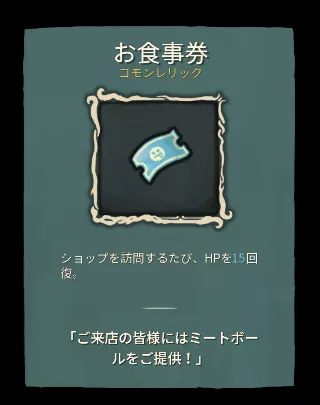 お食事券
コモンレリック
ショップを訪問するたび、HPを15回
復。
「ご来店の皆様にはミートボー
ルをご提供！」